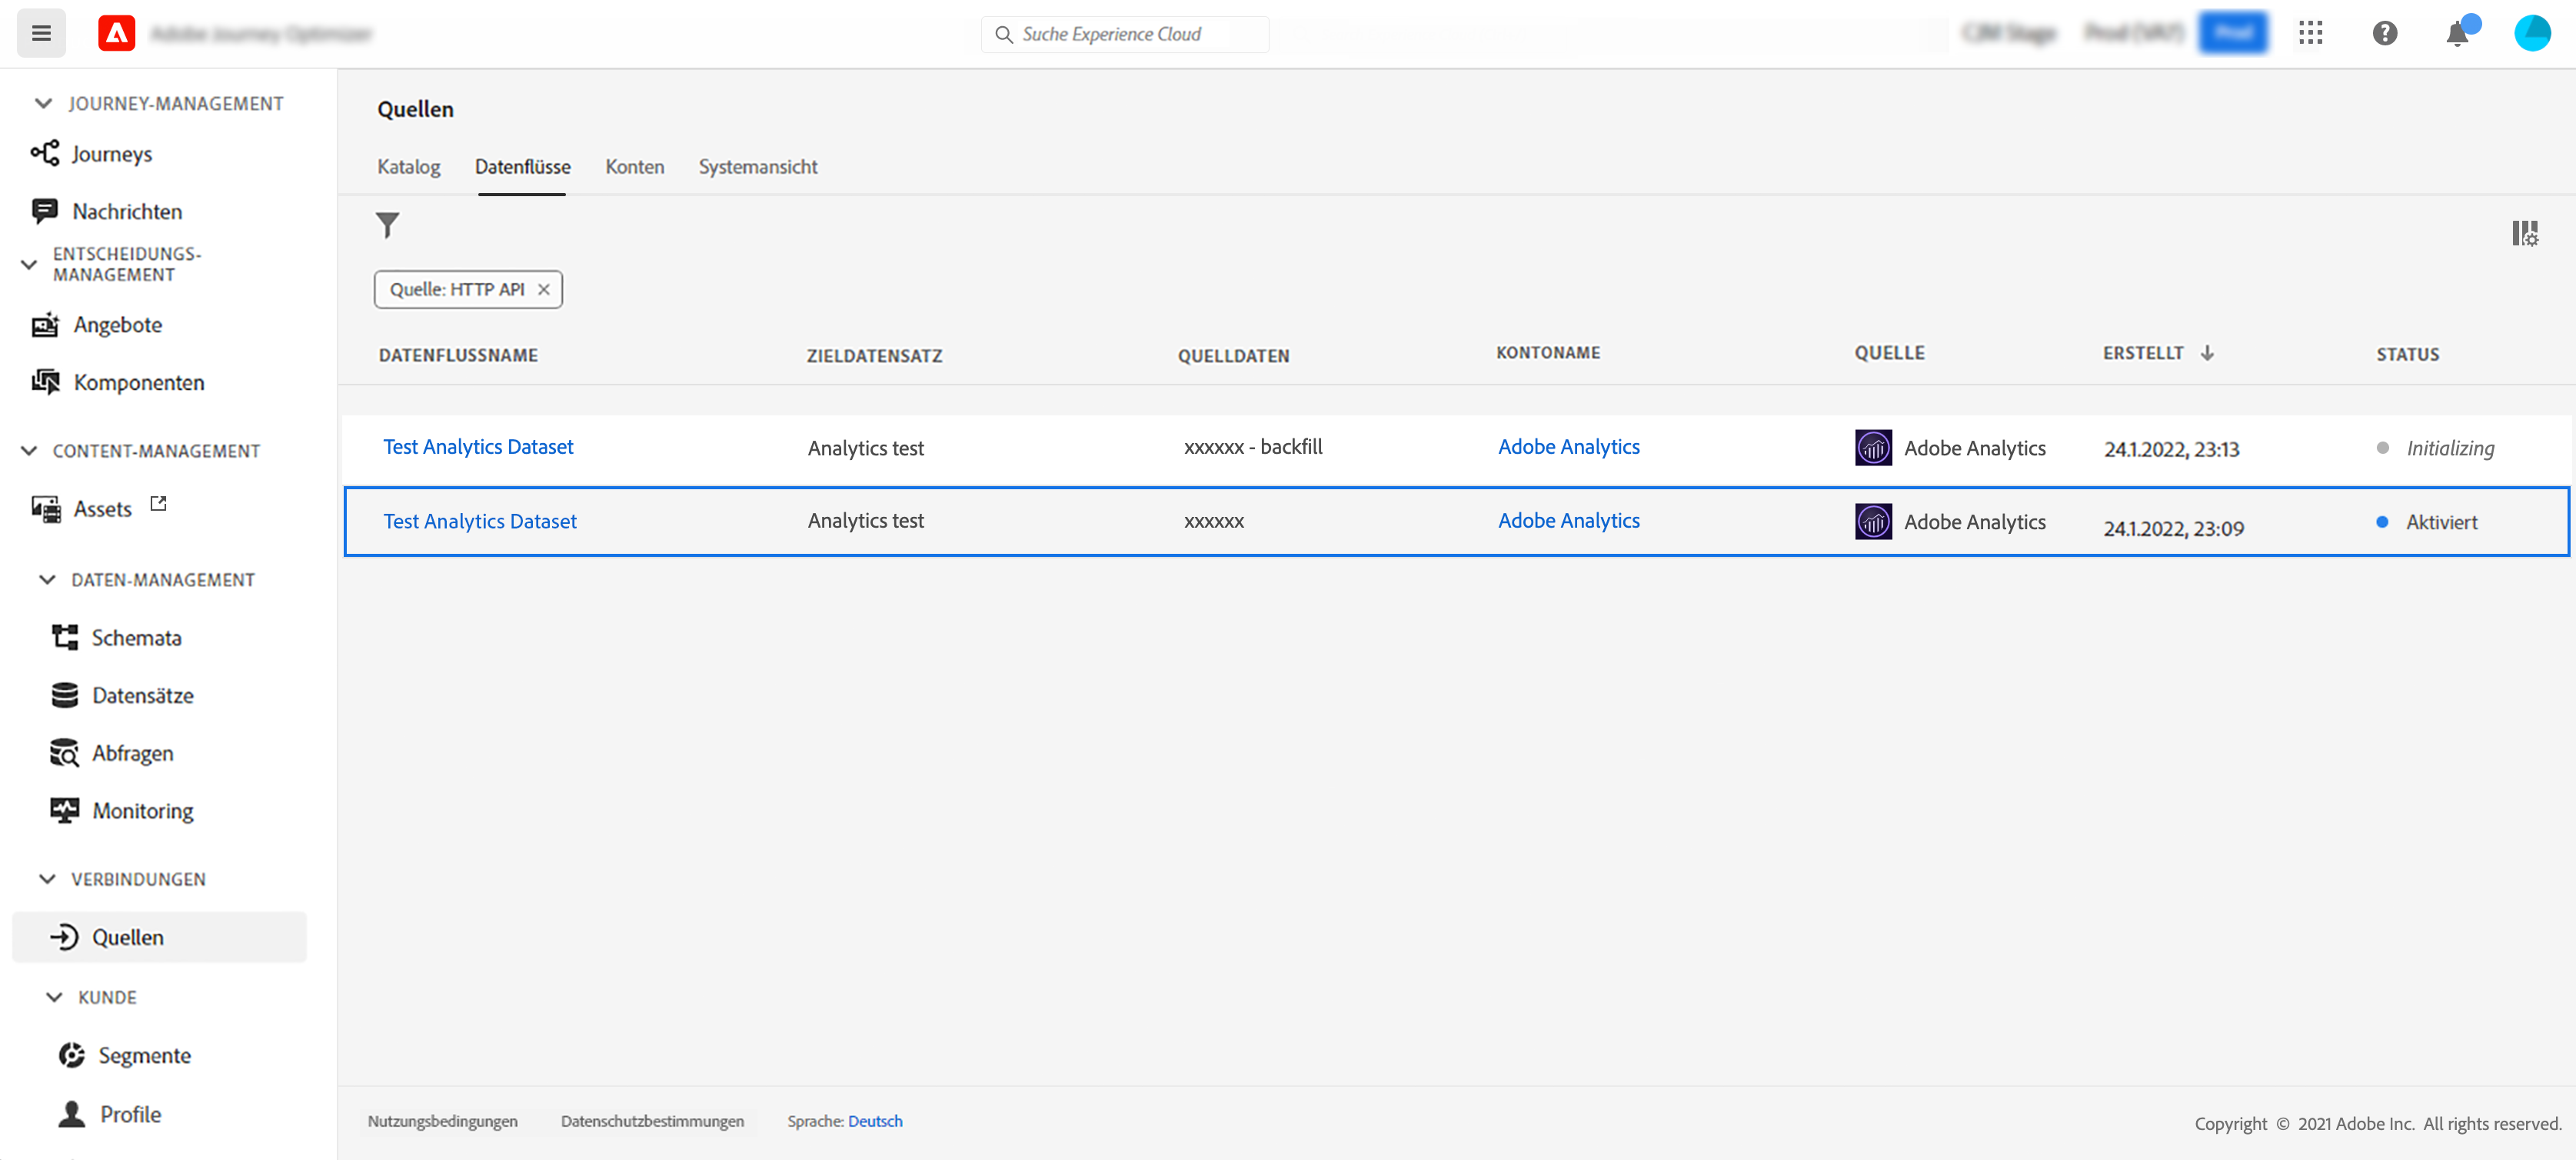 Suche Experience Cloud
JOURNEY-MANAGEMENT
Journeys
Nachrichten
ENTSCHEIDUNGS-
MANAGEMENT
Angebote
Komponenten
CONTENT-MANAGEMENT
Assets
DATEN-MANAGEMENT
Schemata
Datensätze
Abfragen
Monitoring
VERBINDUNGEN
Quellen
KUNDE
Segmente
Profile
Quellen
Katalog Datenflüsse Konten Systemansicht
Quelle: HTTP API
DATENFLUSSNAME ZIELDATENSATZ QUELLDATEN KONTONAME QUELLE ERSTELLT STATUS
Test Analytics Dataset Analytics test xxxxxx - backfill Adobe Analytics Adobe Analytics 24.1.2022, 23:13 Initializing
Test Analytics Dataset Analytics test xxxxxx Adobe Analytics Adobe Analytics 24.1.2022, 23:09 Aktiviert
Nutzungsbedingungen Datenschutzbestimmungen Sprache: Deutsch Copyright © 2021 Adobe Inc. All rights reserved.